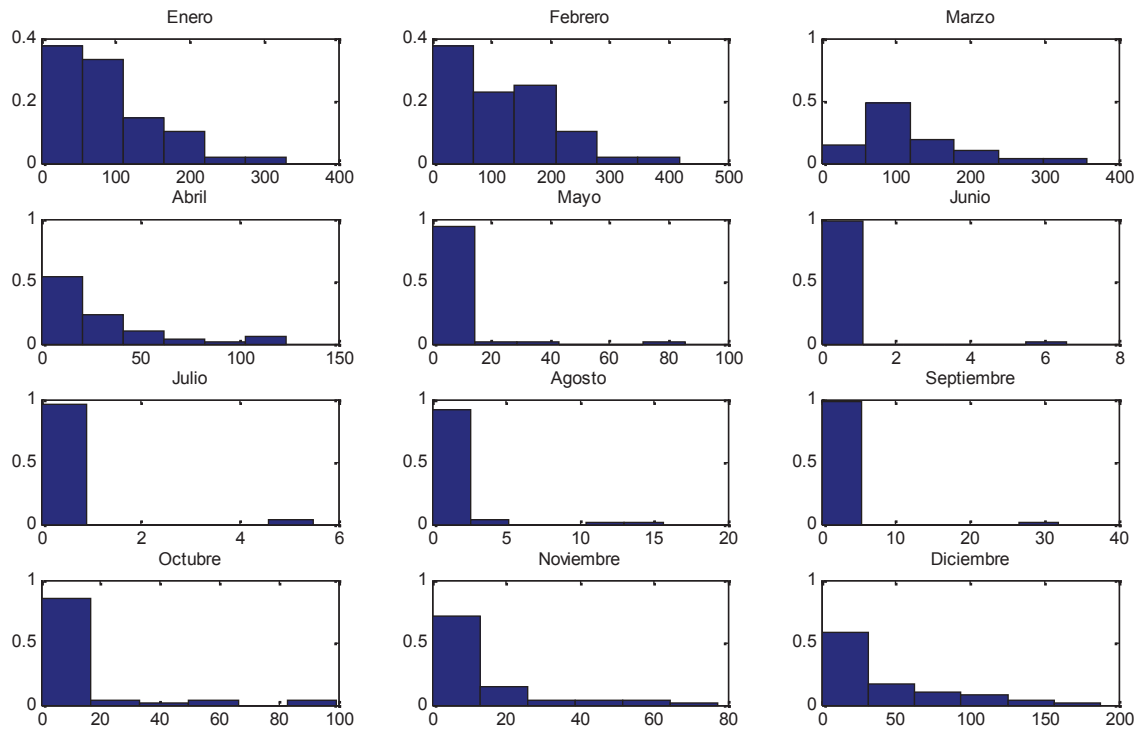 Enero Febrero Marzo
0.4 0.4 1
0.2 0.2 0.5
0 0 0
0 100 200 300 400 0 100 200 300 400 500 0 100 200 300 400
Abril Mayo Junio
1 1 1
0.5 0.5 0.5
0 0 0
0 50 100 150 0 20 40 60 80 100 0 2 4 6 8
Julio Agosto Septiembre
1 1 1
0.5 0.5 0.5
0 0 0
0 2 4 6 0 5 10 15 20 0 10 20 30 40
Octubre Noviembre Diciembre
1 1 1
0.5 0.5 0.5
0 0 0
0 20 40 60 80 100 0 20 40 60 80 0 50 100 150 200